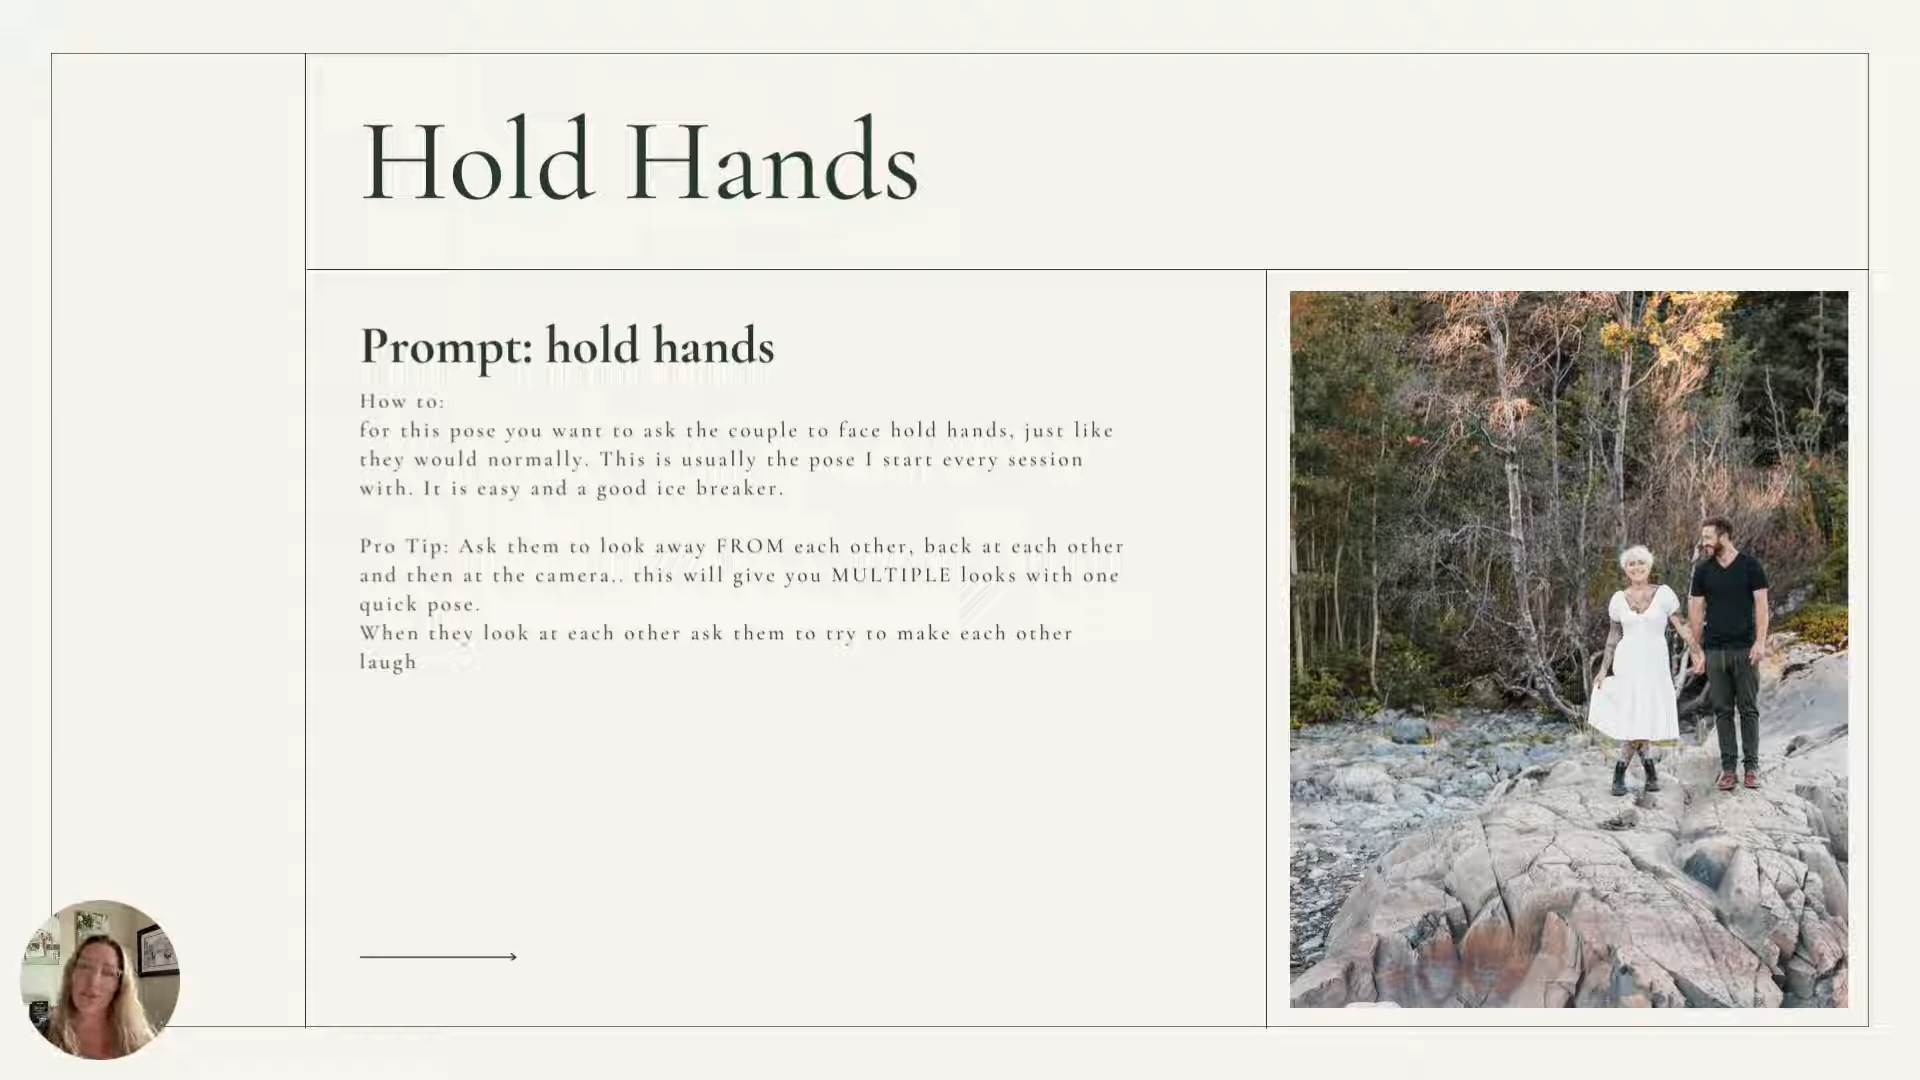 Hold Hands
Prompt: hold hands
How to:
for this pose you want to ask the couple to face hold hands, just like
they would normally. This is usually the pose I start every session
with. It is easy and a good ice breaker.
Pro Tip: Ask them to look away FROM each other, back at each other
and then at the camera.. this will give you MULTIPLE looks with one
quick pose.
When they look at each other ask them to try to make each other
laugh